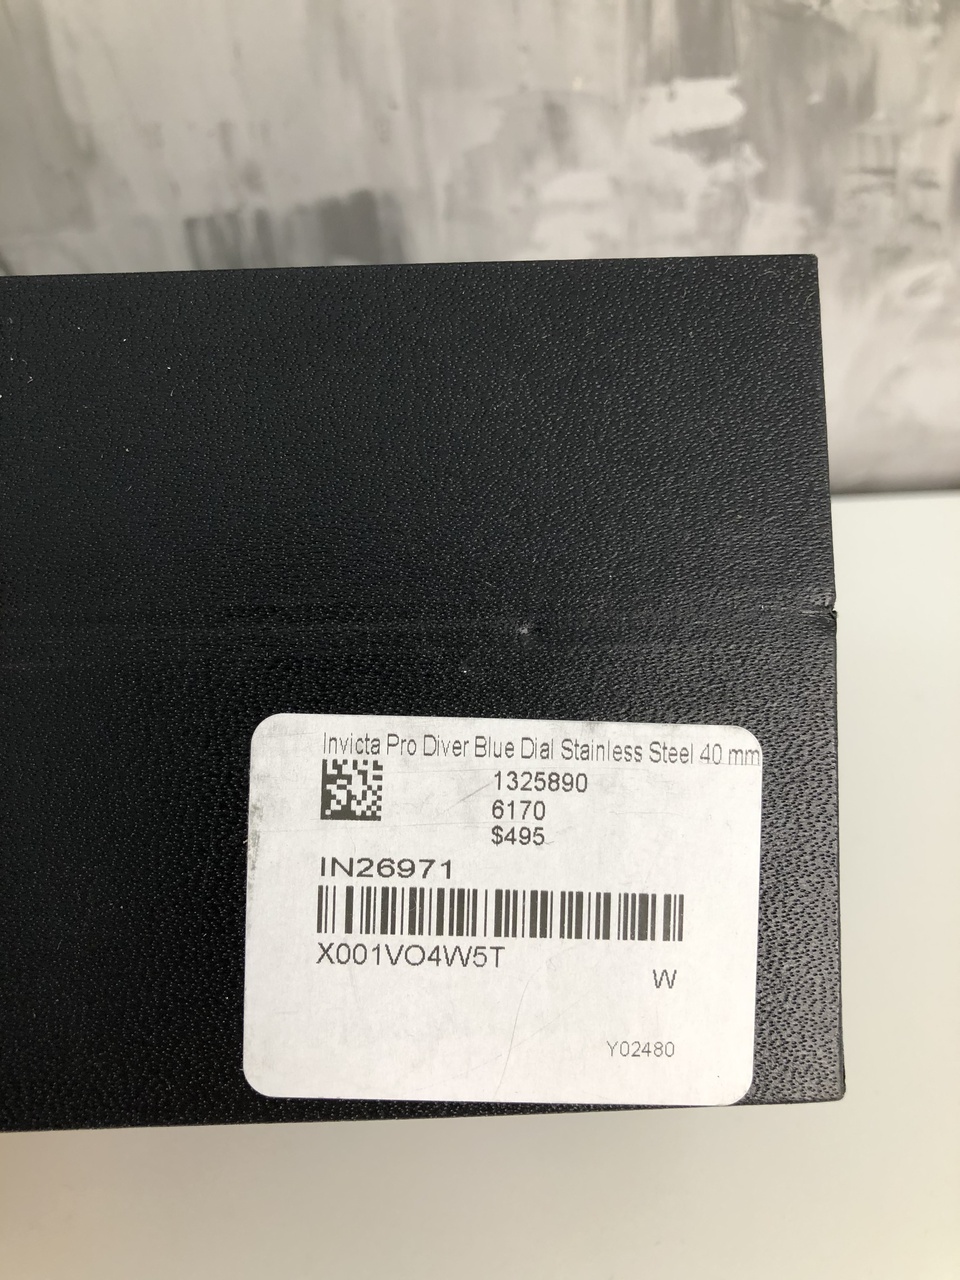 Invicta Pro Diver Blue Dial Stainless Steel 40 mm
1325890
6170
$495
IN26971
X001VO4W5T
W
Y02480